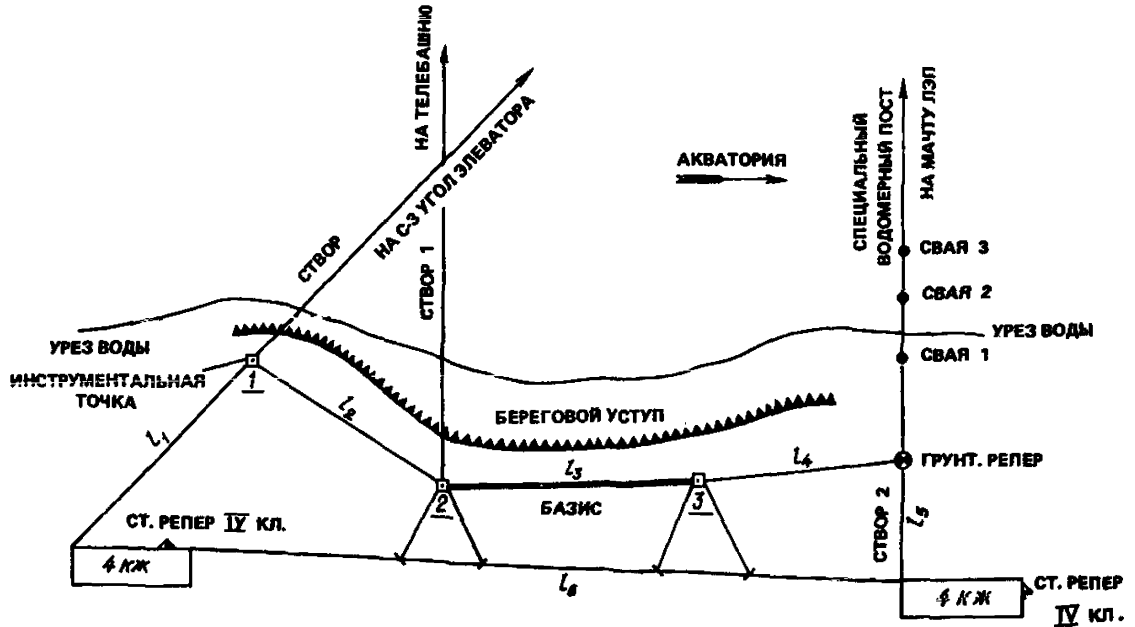 НА ТЕЛЕБАШНЮ
СТВОР 1
СТВОР
НА С-З УГОЛ ЭЛЕВАТОРА
АКВАТОРИЯ
СПЕЦИАЛЬНЫЙ
ВОДОМЕРНЫЙ ПОСТ
НА МАЧТУ ЛЭП
СВАЯ 3
СВАЯ 2
УРЕЗ ВОДЫ
СВАЯ 1
УРЕЗ ВОДЫ
ИНСТРУМЕНТАЛЬНАЯ
ТОЧКА
1
l₁
l₂
БЕРЕГОВОЙ УСТУП
l₃
l₄
ГРУНТ. РЕПЕР
2
БАЗИС
3
СТВОР 2
l₅
СТ. РЕПЕР IV КЛ.
4 КЖ
l₆
4 КЖ
СТ. РЕПЕР
IV КЛ.